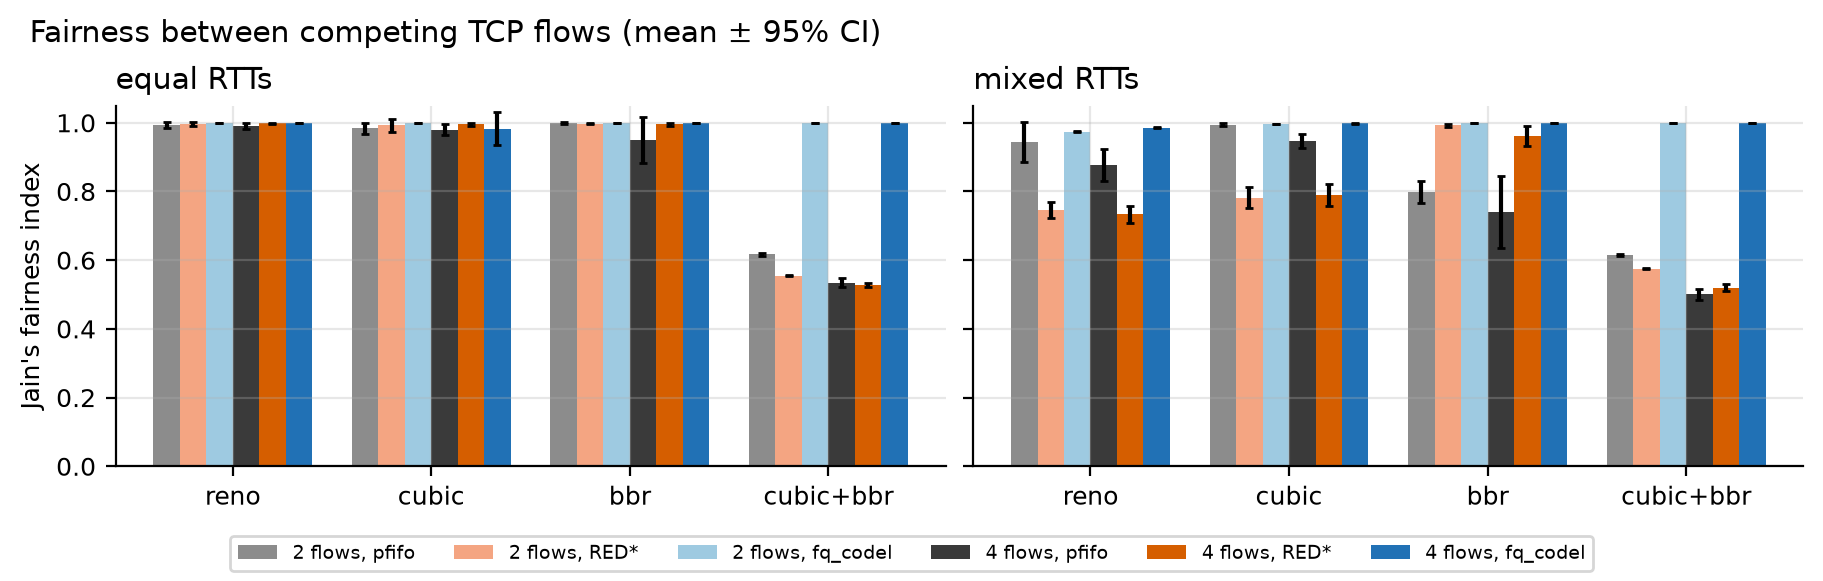 Fairness between competing TCP flows (mean ± 95% CI)
equal RTTs
mixed RTTs
Jain's fairness index
1.0
0.8
0.6
0.4
0.2
0.0
reno cubic bbr cubic+bbr
reno cubic bbr cubic+bbr
2 flows, pfifo 2 flows, RED* 2 flows, fq_codel 4 flows, pfifo 4 flows, RED* 4 flows, fq_codel